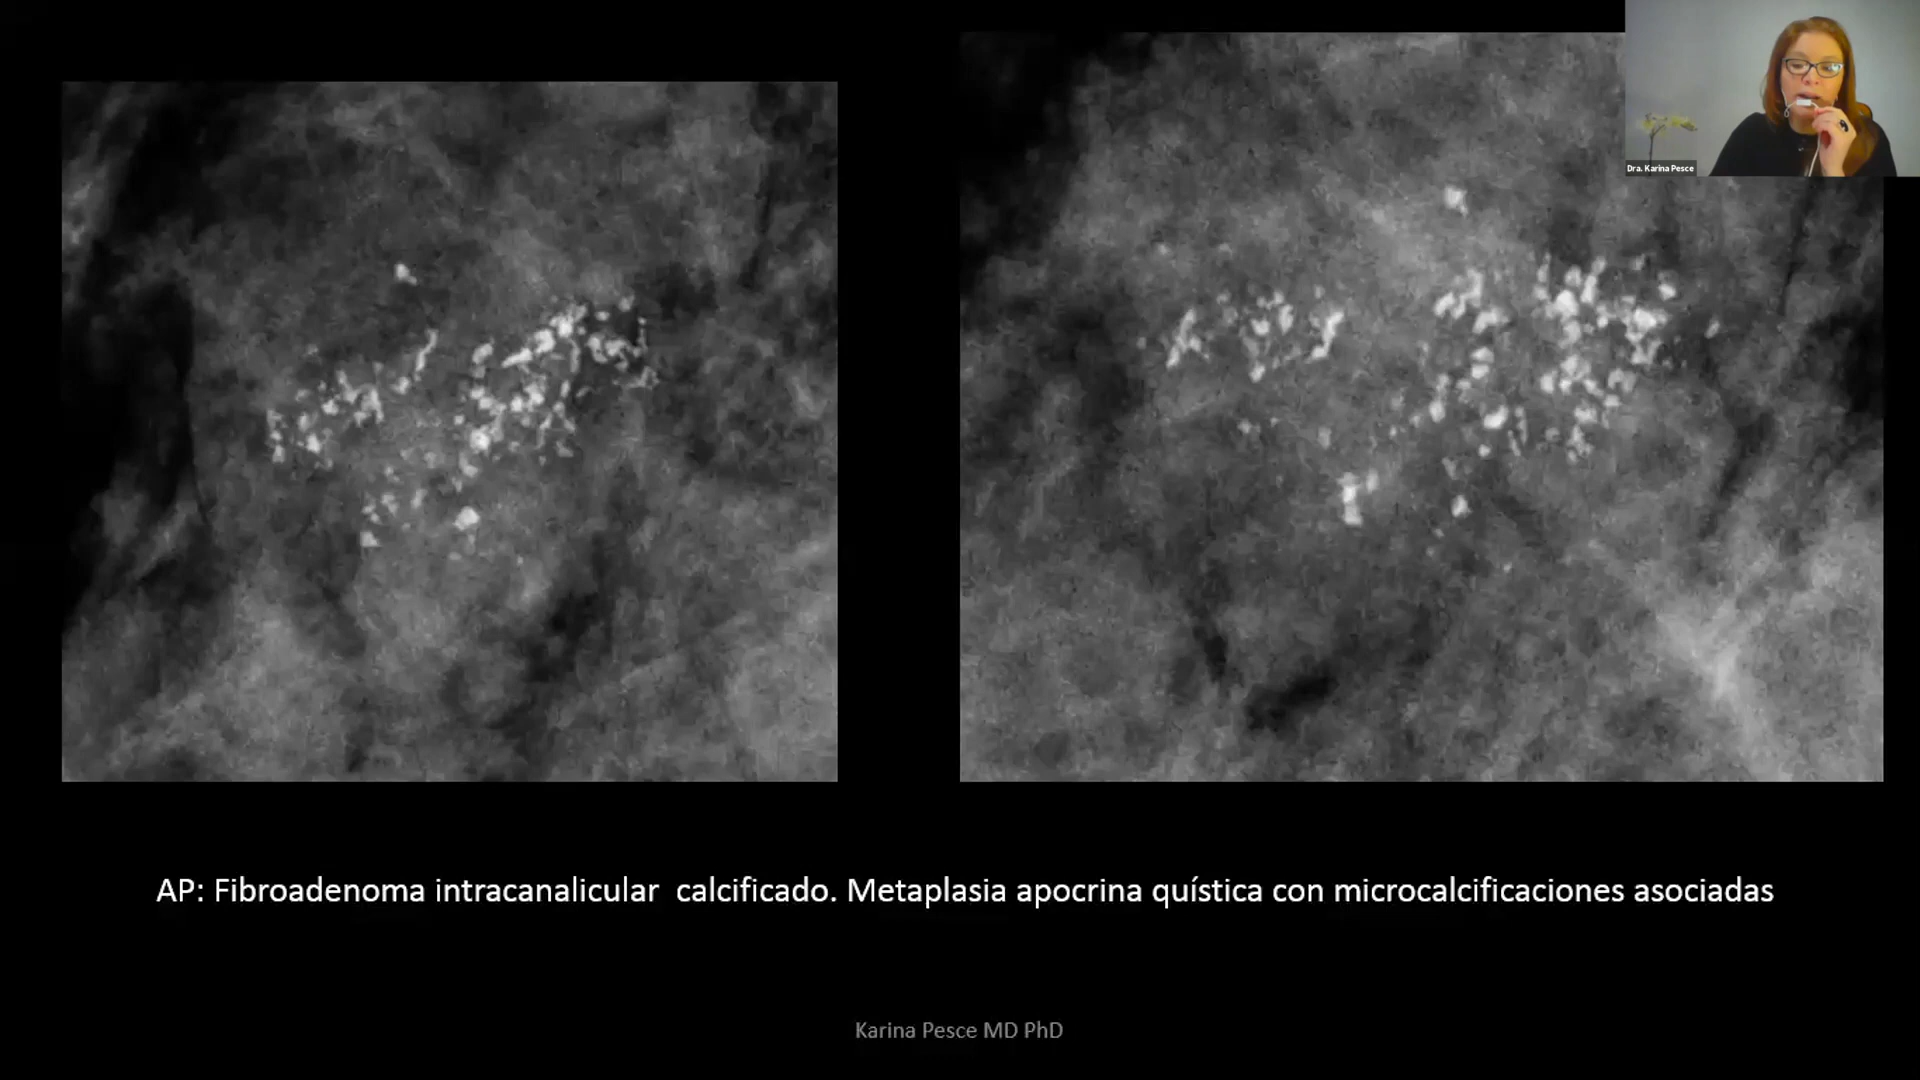 Dra. Karina Pesce
AP: Fibroadenoma intracanalicular calcificado. Metaplasia apocrina quística con microcalcificaciones asociadas
Karina Pesce MD PhD